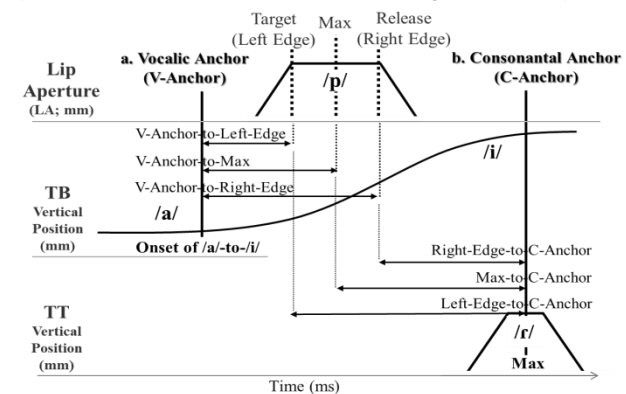 Target
(Left Edge)
Max
Release
(Right Edge)
a. Vocalic Anchor
(V-Anchor)
b. Consonantal Anchor
(C-Anchor)
Lip
Aperture
(LA; mm)
/p/
V-Anchor-to-Left-Edge
V-Anchor-to-Max
V-Anchor-to-Right-Edge
/i/
TB
Vertical
Position
(mm)
/a/
Onset of /a/-to-/i/
Right-Edge-to-C-Anchor
Max-to-C-Anchor
Left-Edge-to-C-Anchor
TT
Vertical
Position
(mm)
/ɾ/
Max
Time (ms)